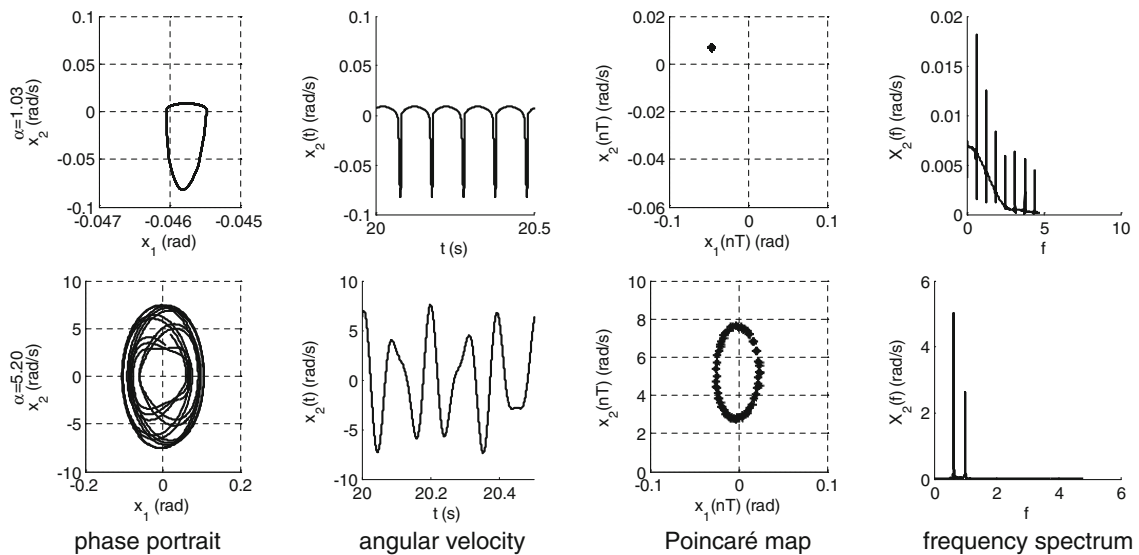 α=1.03
x2 (rad/s)
0.1
0.05
0
-0.05
-0.1
-0.047
-0.046
-0.045
x1 (rad)
x2(t) (rad/s)
0.1
0.05
0
-0.05
-0.1
20
20.5
t (s)
x2(nT) (rad/s)
0.02
0
-0.02
-0.04
-0.06
-0.1
0
0.1
x1(nT) (rad)
X2(f) (rad/s)
0.02
0.015
0.01
0.005
0
0
5
10
f
α=5.20
x2 (rad/s)
10
5
0
-5
-10
-0.2
0
0.2
x1 (rad)
x2(t) (rad/s)
10
5
0
-5
-10
20
20.2
20.4
t (s)
x2(nT) (rad/s)
10
8
6
4
2
0
-0.1
0
0.1
x1(nT) (rad)
X2(f) (rad/s)
6
4
2
0
0
2
4
6
f
phase portrait
angular velocity
Poincaré map
frequency spectrum